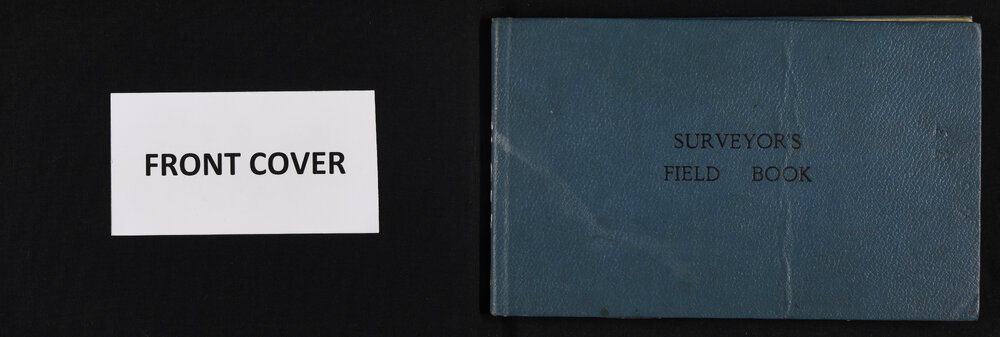 FRONT COVER
SURVEYOR'S
FIELD BOOK